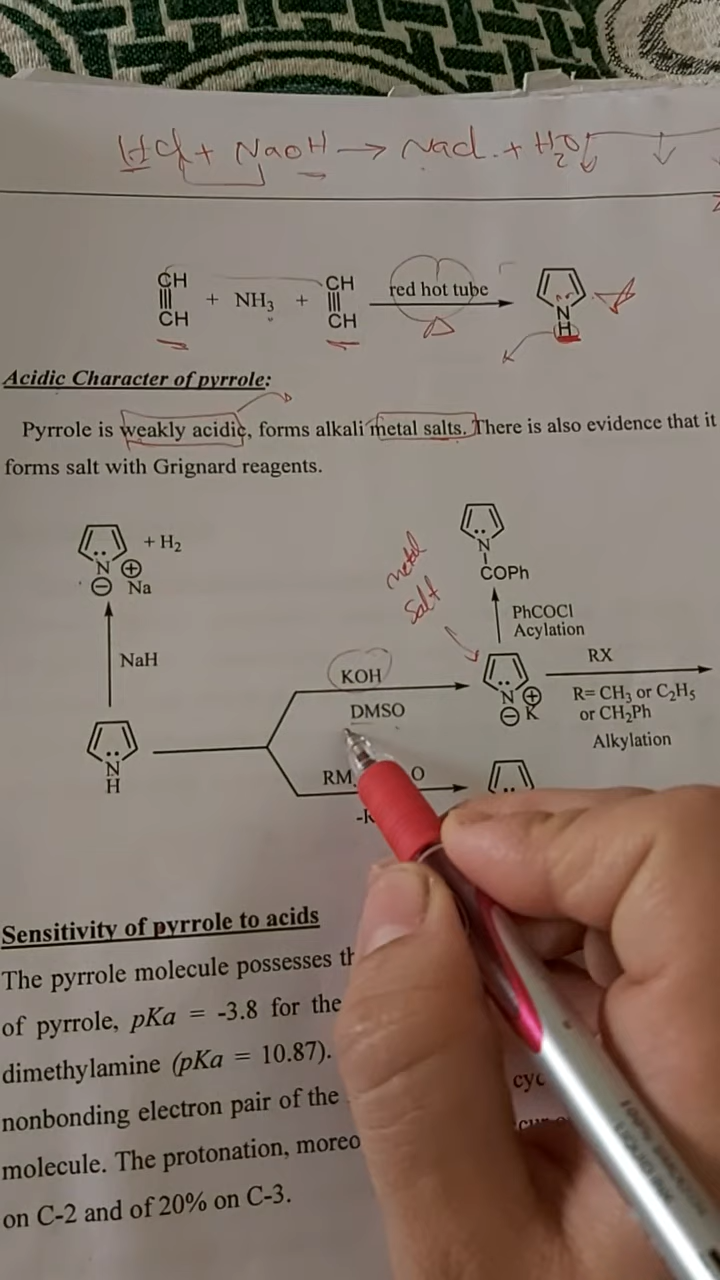 HCl + NaOH → NaCl + H₂O
CH
≡
CH
+ NH₃ +
CH
≡
CH
red hot tube
N
H
Acidic Character of pyrrole:
Pyrrole is weakly acidic, forms alkali metal salts. There is also evidence that it
forms salt with Grignard reagents.
N ⊖ ⊕ Na + H₂
NaH
N
H
metal
salt
KOH
DMSO
N
COPh
PhCOCl
Acylation
N ⊖ ⊕ K
RX
R= CH₃ or C₂H₅
or CH₂Ph
Alkylation
RM O
Sensitivity of pyrrole to acids
The pyrrole molecule possesses
of pyrrole, pKa = -3.8 for the
dimethylamine (pKa = 10.87).
nonbonding electron pair of the
molecule. The protonation,
on C-2 and of 20% on C-3.